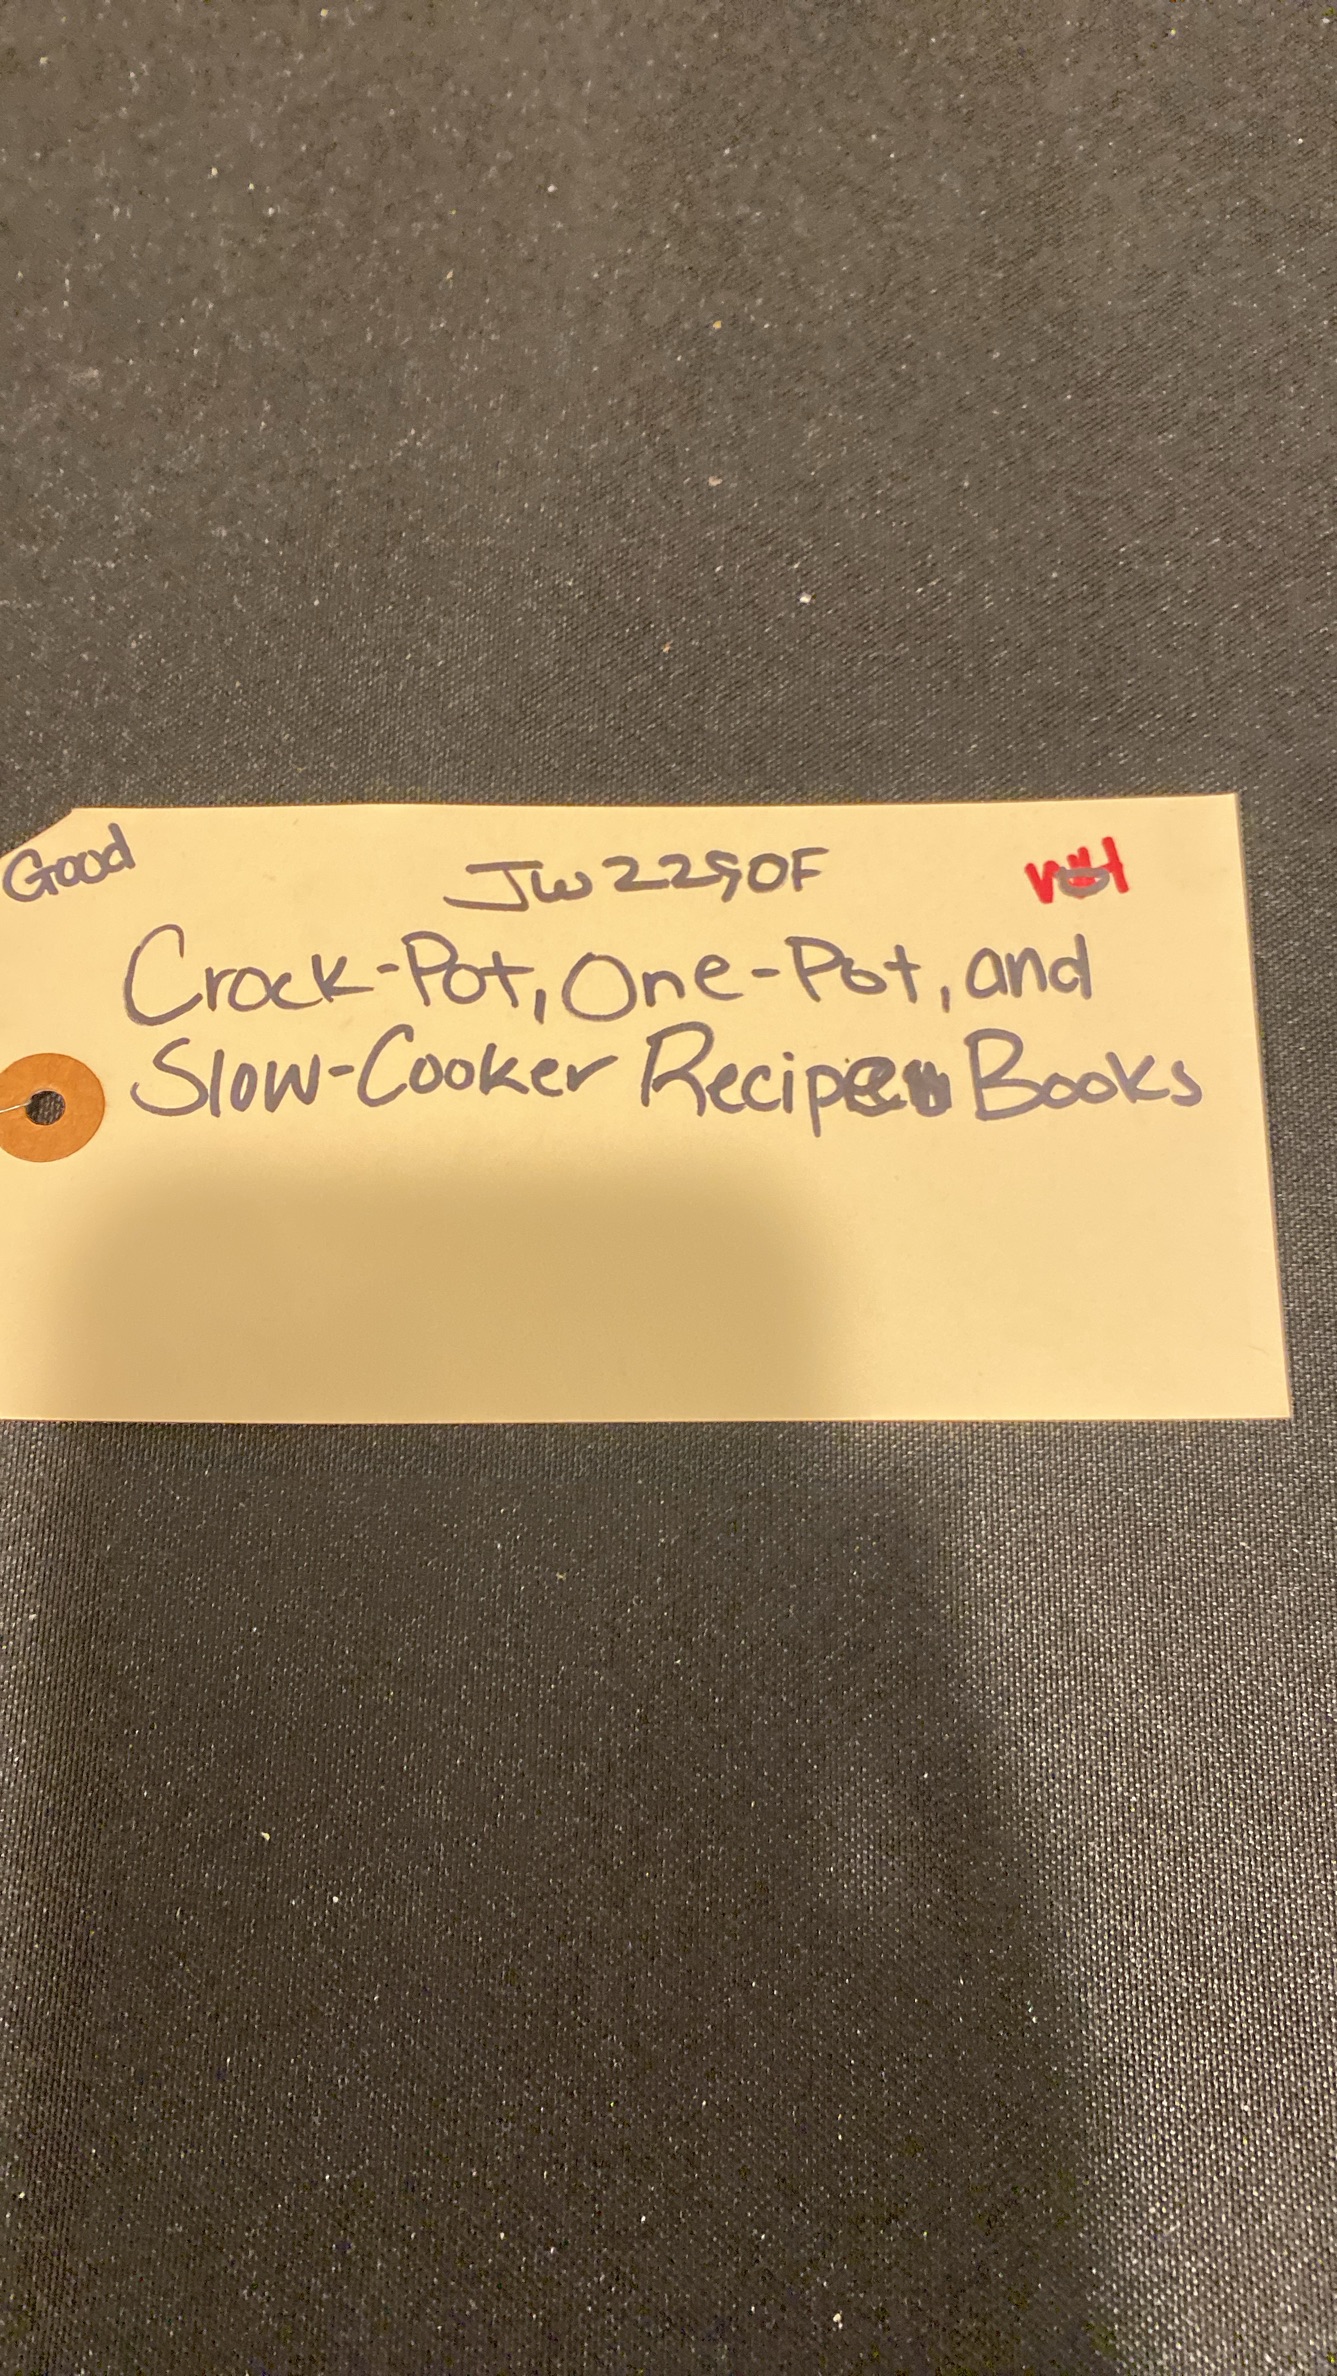 Good
JW2290F
Crock-Pot, One-Pot, and
Slow-Cooker Recipe Books